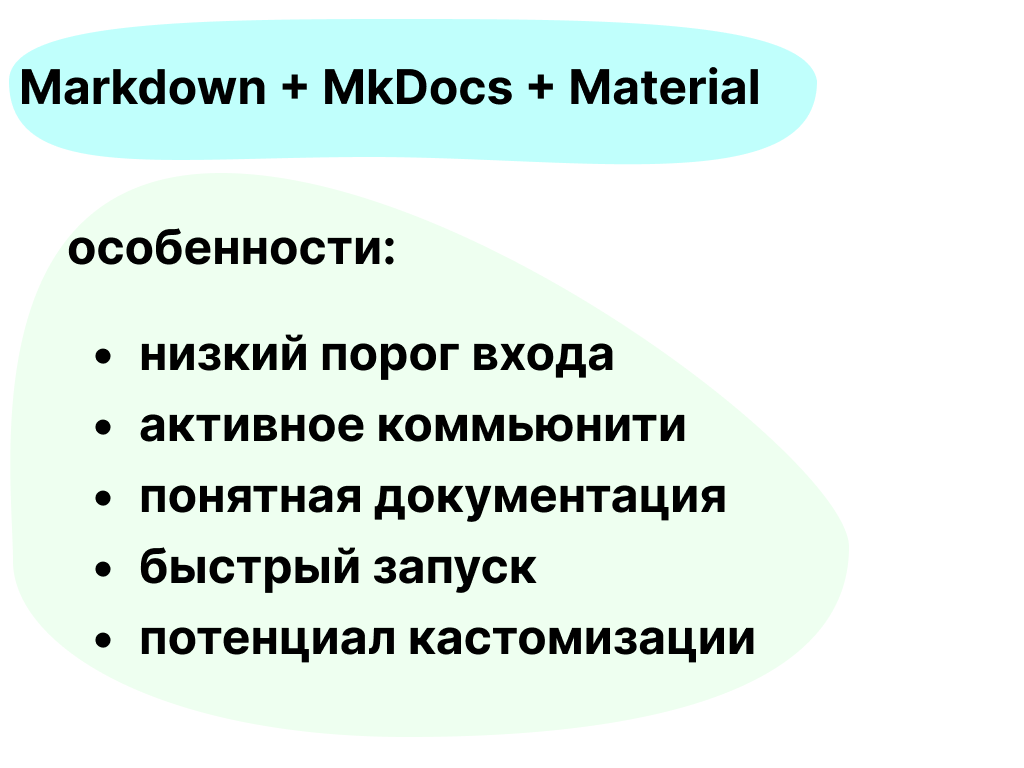 Markdown + MkDocs + Material
особенности:
• низкий порог входа
• активное коммьюнити
• понятная документация
• быстрый запуск
• потенциал кастомизации